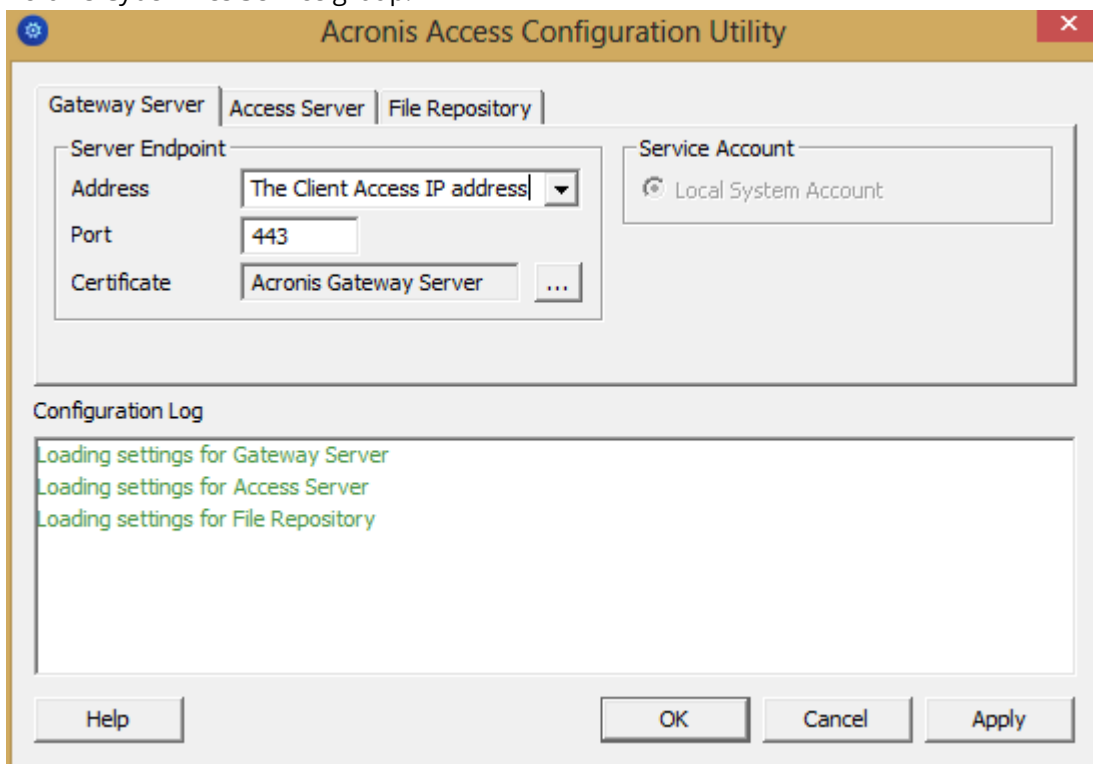 Acronis Access Configuration Utility
Gateway Server Access Server File Repository
Server Endpoint
Address The Client Access IP address
Port 443
Certificate Acronis Gateway Server ...
Service Account
Local System Account
Configuration Log
Loading settings for Gateway Server
Loading settings for Access Server
Loading settings for File Repository
Help OK Cancel Apply